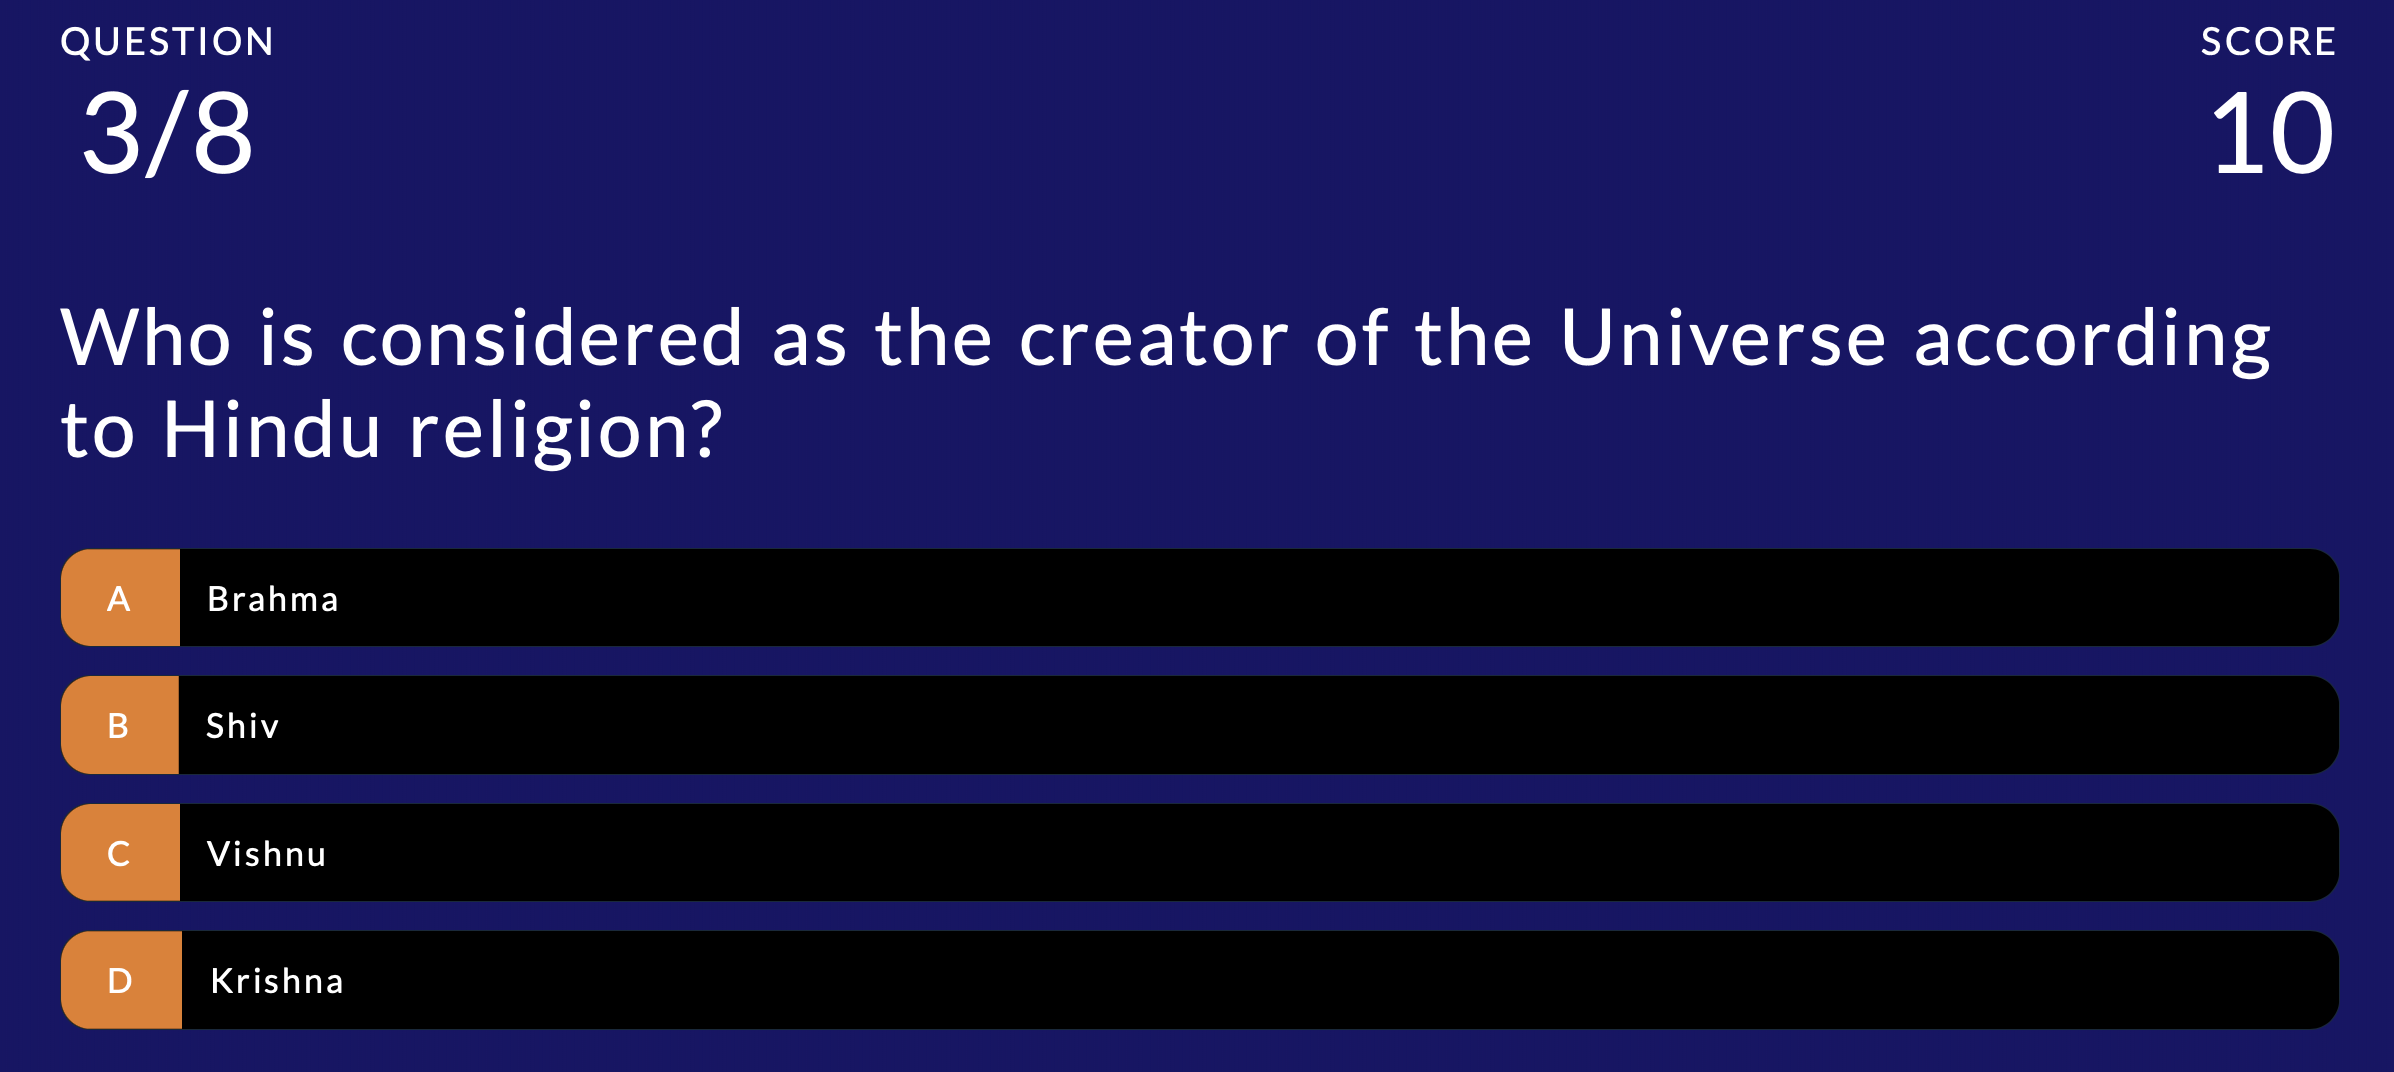 QUESTION
3/8
SCORE
10
Who is considered as the creator of the Universe according
to Hindu religion?
A Brahma
B Shiv
C Vishnu
D Krishna